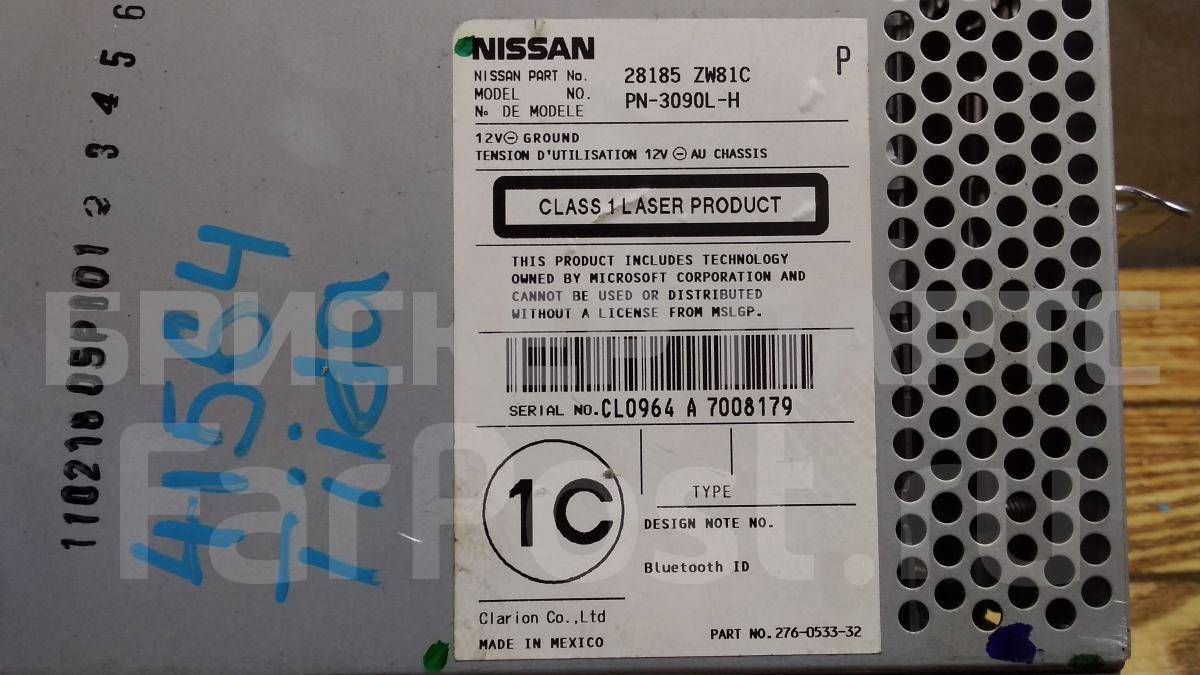 NISSAN
P
NISSAN PART No. 28185 ZW81C
MODEL NO. PN-3090L-H
No DE MODELE
12V⊖ GROUND
TENSION D'UTILISATION 12V ⊖ AU CHASSIS
CLASS 1 LASER PRODUCT
THIS PRODUCT INCLUDES TECHNOLOGY
OWNED BY MICROSOFT CORPORATION AND
CANNOT BE USED OR DISTRIBUTED
WITHOUT A LICENSE FROM MSLGP.
SERIAL NO. CL0964 A 7008179
1C
TYPE
DESIGN NOTE NO.
Bluetooth ID
Clarion Co.,Ltd
MADE IN MEXICO
PART NO. 276-0533-32
2 3 4 5 6
4-1584
Tiida
FarPost.ru